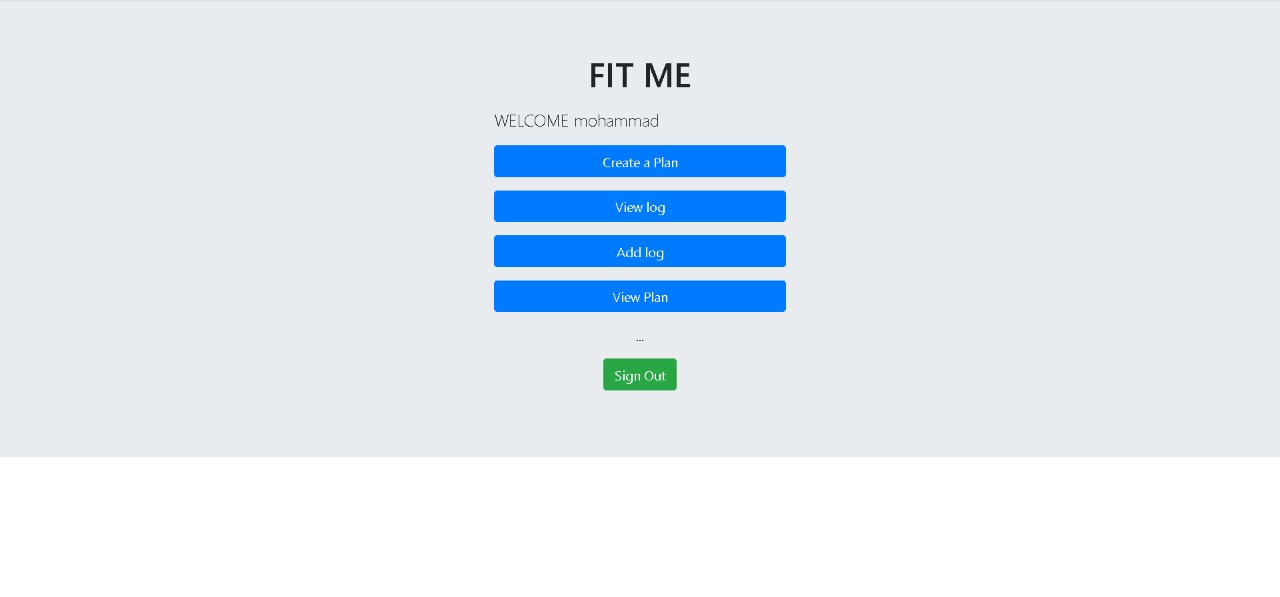 FIT ME
WELCOME mohammad
Create a Plan
View log
Add log
View Plan
...
Sign Out